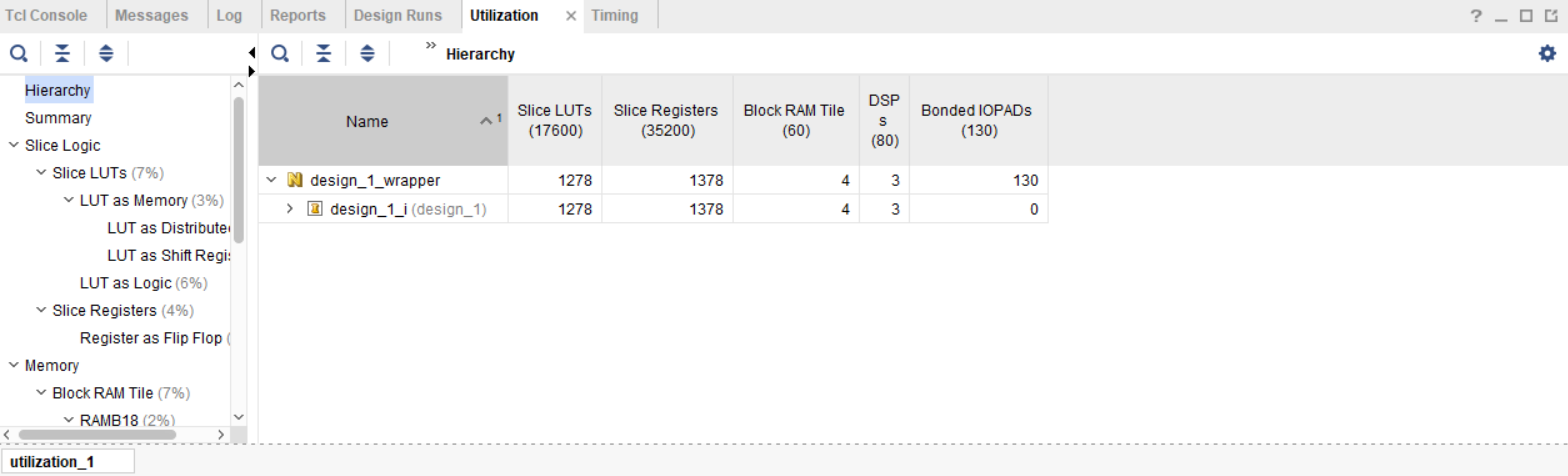 Tcl Console Messages Log Reports Design Runs Utilization × Timing ? _
» Hierarchy
Hierarchy
Summary
Slice Logic
Slice LUTs (7%)
LUT as Memory (3%)
LUT as Distribute
LUT as Shift Regi
LUT as Logic (6%)
Slice Registers (4%)
Register as Flip Flop (
Memory
Block RAM Tile (7%)
RAMB18 (2%)
Name 1 Slice LUTs (17600) Slice Registers (35200) Block RAM Tile (60) DSP s (80) Bonded IOPADs (130)
design_1_wrapper 1278 1378 4 3 130
design_1_i (design_1) 1278 1378 4 3 0
utilization_1